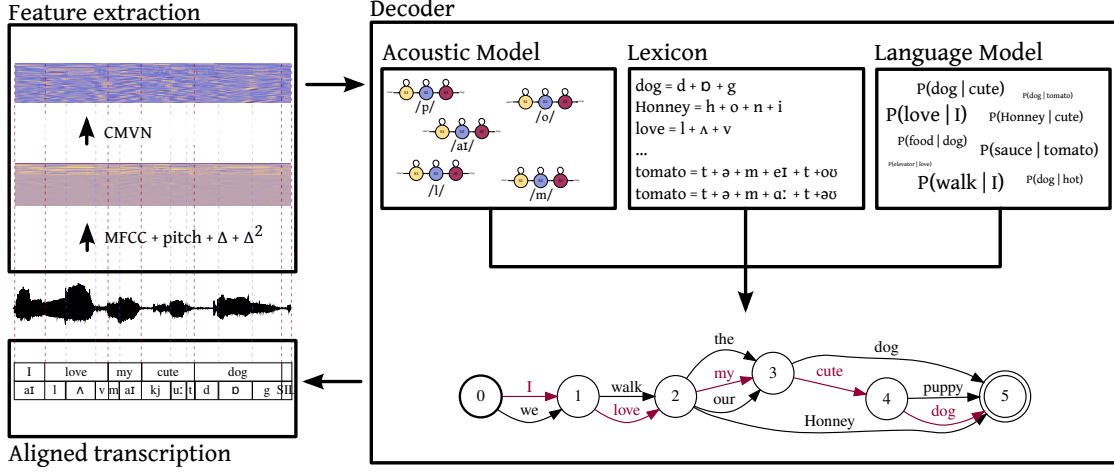 Feature extraction
CMVN
MFCC + pitch + Δ + Δ²
I love my cute dog
aɪ l ʌ v m aɪ kj uː t d ɒ g SIL
Aligned transcription
Decoder
Acoustic Model
/p/
/o/
/aɪ/
/l/
/m/
Lexicon
dog = d + ɒ + g
Honney = h + o + n + i
love = l + ʌ + v
...
tomato = t + ə + m + eɪ + t +oʊ
tomato = t + ə + m + ɑː + t +əʊ
Language Model
P(dog | cute)
P(dog | tomato)
P(love | I)
P(Honney | cute)
P(food | dog)
P(sauce | tomato)
P(elevator | love)
P(walk | I)
P(dog | hot)
0 I we 1 walk love 2 the my our 3 dog cute 4 puppy dog Honney 5